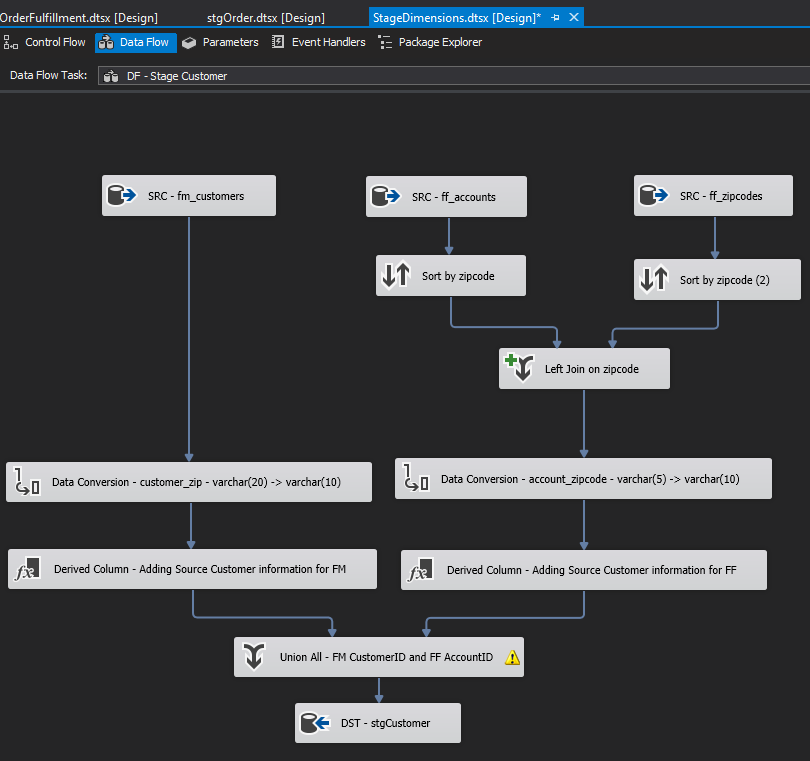 OrderFulfillment.dtsx [Design]
stgOrder.dtsx [Design]
StageDimensions.dtsx [Design]*
Control Flow
Data Flow
Parameters
Event Handlers
Package Explorer
Data Flow Task:
DF - Stage Customer
SRC - fm_customers
SRC - ff_accounts
SRC - ff_zipcodes
Sort by zipcode
Sort by zipcode (2)
Left Join on zipcode
Data Conversion - customer_zip - varchar(20) -> varchar(10)
Data Conversion - account_zipcode - varchar(5) -> varchar(10)
Derived Column - Adding Source Customer information for FM
Derived Column - Adding Source Customer information for FF
Union All - FM CustomerID and FF AccountID
DST - stgCustomer